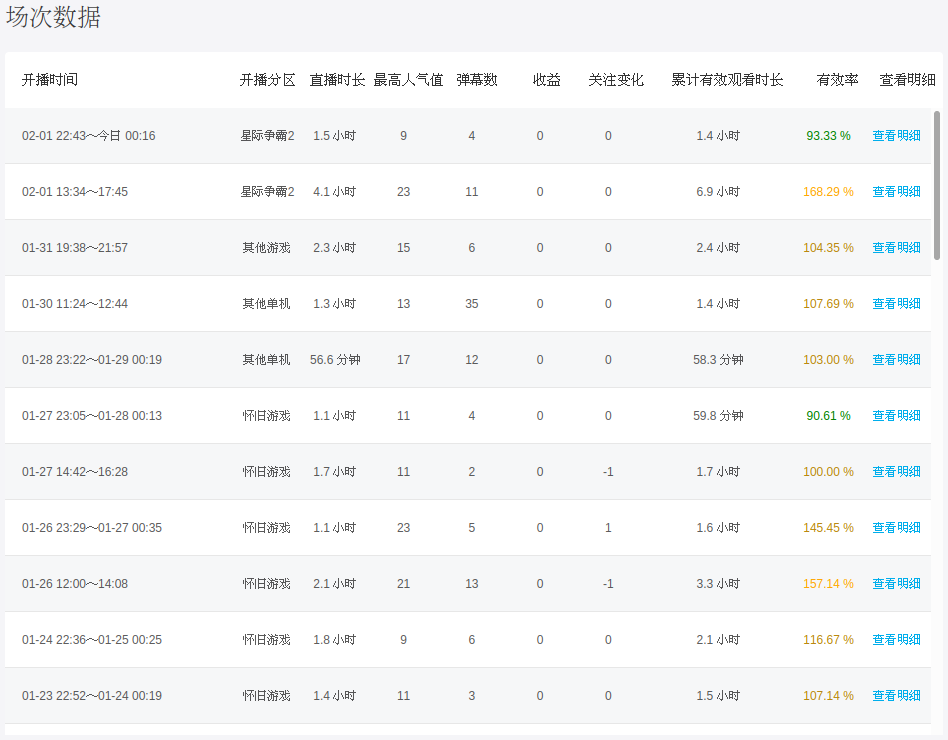 场次数据
开播时间 开播分区 直播时长 最高人气值 弹幕数 收益 关注变化 累计有效观看时长 有效率 查看明细
02-01 22:43～今日 00:16 星际争霸2 1.5 小时 9 4 0 0 1.4 小时 93.33 % 查看明细
02-01 13:34～17:45 星际争霸2 4.1 小时 23 11 0 0 6.9 小时 168.29 % 查看明细
01-31 19:38～21:57 其他游戏 2.3 小时 15 6 0 0 2.4 小时 104.35 % 查看明细
01-30 11:24～12:44 其他单机 1.3 小时 13 35 0 0 1.4 小时 107.69 % 查看明细
01-28 23:22～01-29 00:19 其他单机 56.6 分钟 17 12 0 0 58.3 分钟 103.00 % 查看明细
01-27 23:05～01-28 00:13 怀旧游戏 1.1 小时 11 4 0 0 59.8 分钟 90.61 % 查看明细
01-27 14:42～16:28 怀旧游戏 1.7 小时 11 2 0 -1 1.7 小时 100.00 % 查看明细
01-26 23:29～01-27 00:35 怀旧游戏 1.1 小时 23 5 0 1 1.6 小时 145.45 % 查看明细
01-26 12:00～14:08 怀旧游戏 2.1 小时 21 13 0 -1 3.3 小时 157.14 % 查看明细
01-24 22:36～01-25 00:25 怀旧游戏 1.8 小时 9 6 0 0 2.1 小时 116.67 % 查看明细
01-23 22:52～01-24 00:19 怀旧游戏 1.4 小时 11 3 0 0 1.5 小时 107.14 % 查看明细